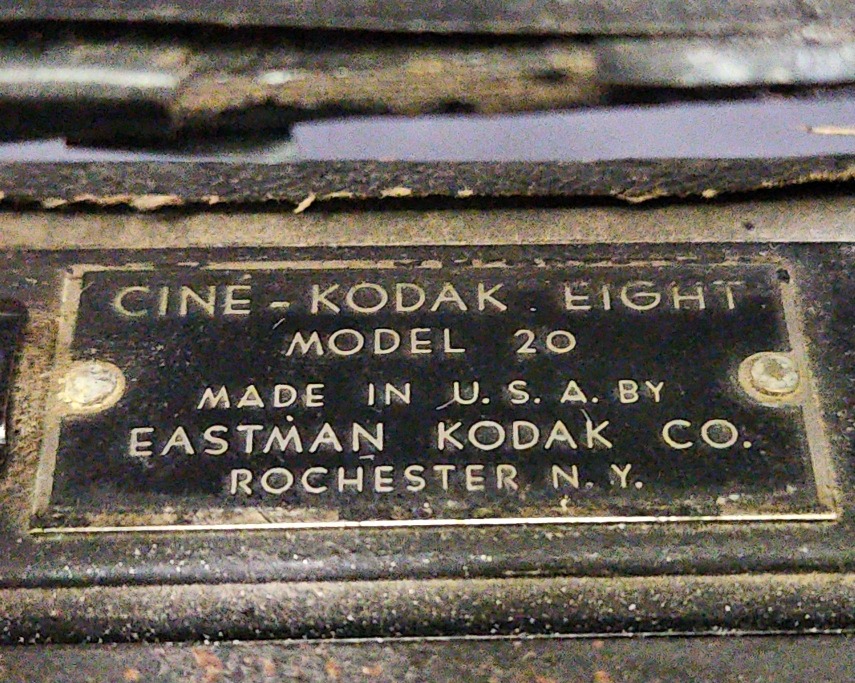 CINÉ-KODAK EIGHT
MODEL 20
MADE IN U.S.A. BY
EASTMAN KODAK CO.
ROCHESTER N.Y.